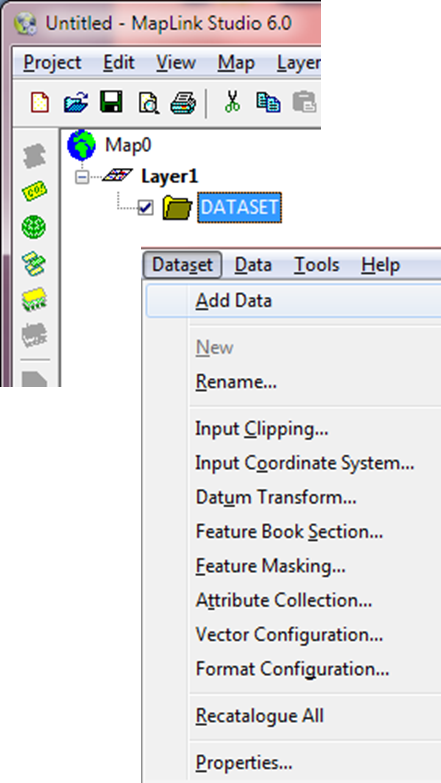 Untitled - MapLink Studio 6.0
Project Edit View Map Layer
Map0
Layer1
DATASET
Dataset Data Tools Help
Add Data
New
Rename...
Input Clipping...
Input Coordinate System...
Datum Transform...
Feature Book Section...
Feature Masking...
Attribute Collection...
Vector Configuration...
Format Configuration...
Recatalogue All
Properties...